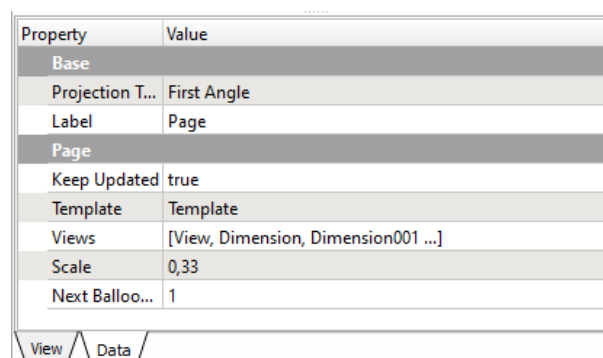 Property Value
Base
Projection T... First Angle
Label Page
Page
Keep Updated true
Template Template
Views [View, Dimension, Dimension001 ...]
Scale 0,33
Next Balloo... 1
View Data